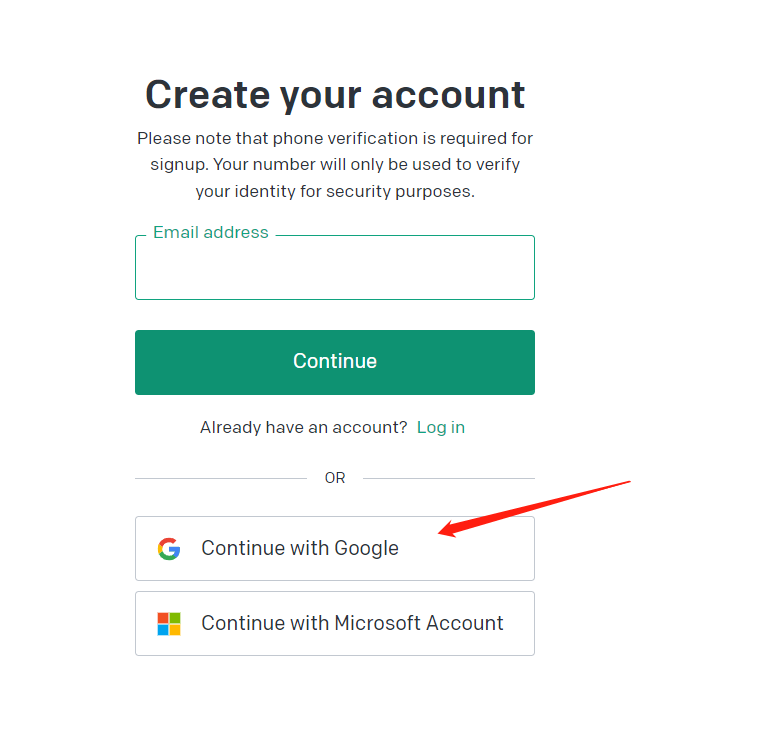 Create your account
Please note that phone verification is required for
signup. Your number will only be used to verify
your identity for security purposes.
Email address
Continue
Already have an account? Log in
OR
Continue with Google
Continue with Microsoft Account